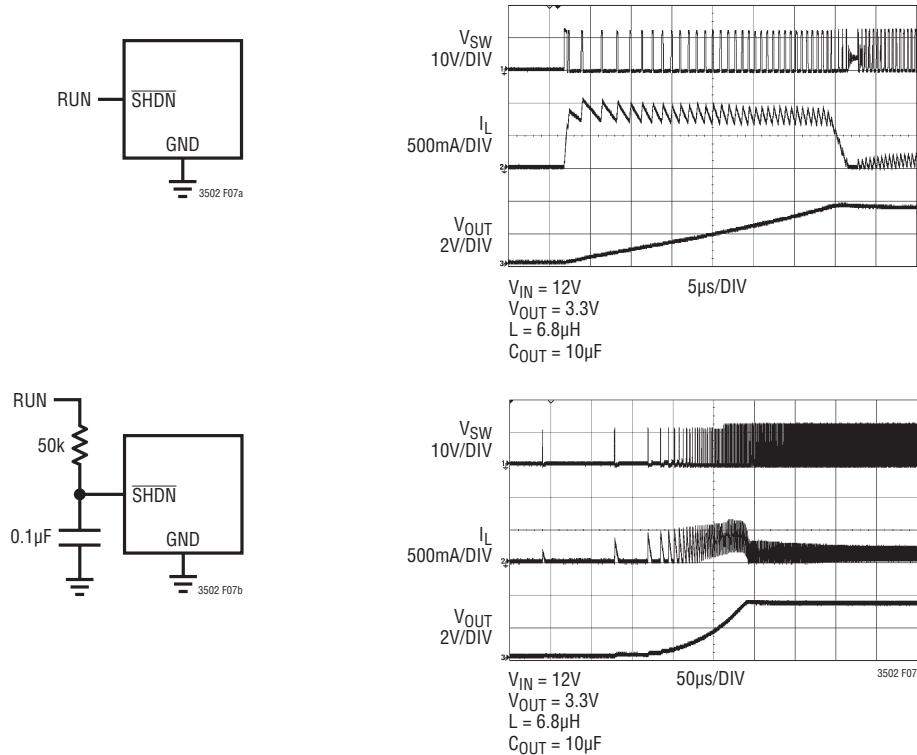 RUN
SHDN
GND
3502 F07a
VSW
10V/DIV
IL
500mA/DIV
VOUT
2V/DIV
VIN = 12V
VOUT = 3.3V
L = 6.8µH
COUT = 10µF
5µs/DIV
RUN
50k
0.1µF
SHDN
GND
3502 F07b
VSW
10V/DIV
IL
500mA/DIV
VOUT
2V/DIV
VIN = 12V
VOUT = 3.3V
L = 6.8µH
COUT = 10µF
50µs/DIV
3502 F07